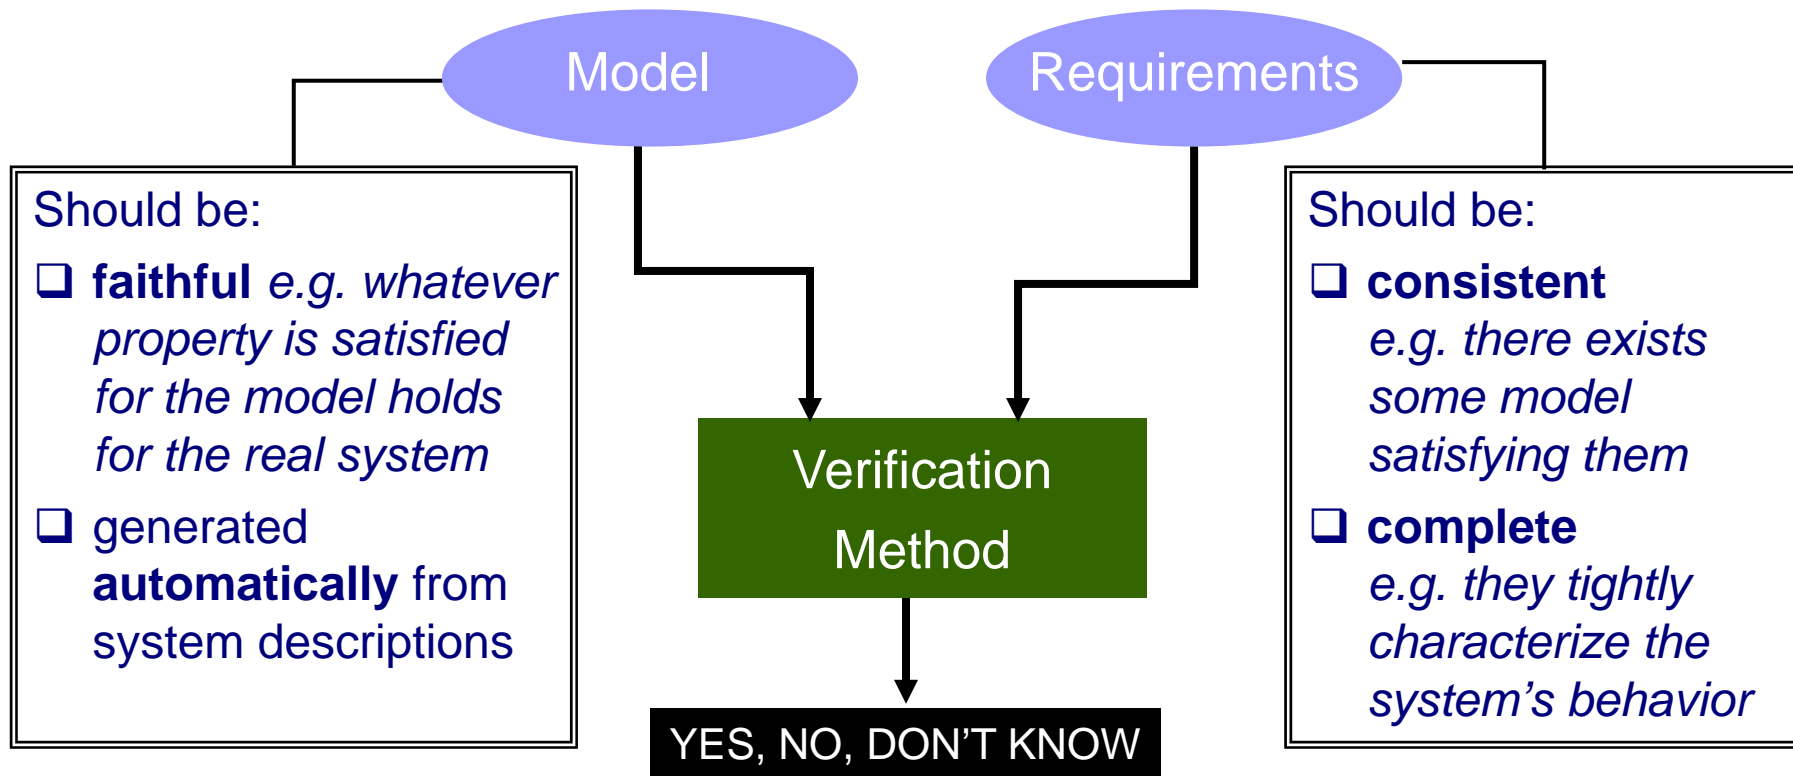 Model
Requirements
Should be:
❑ faithful e.g. whatever
property is satisfied
for the model holds
for the real system
❑ generated
automatically from
system descriptions
Verification
Method
YES, NO, DON’T KNOW
Should be:
❑ consistent
e.g. there exists
some model
satisfying them
❑ complete
e.g. they tightly
characterize the
system’s behavior